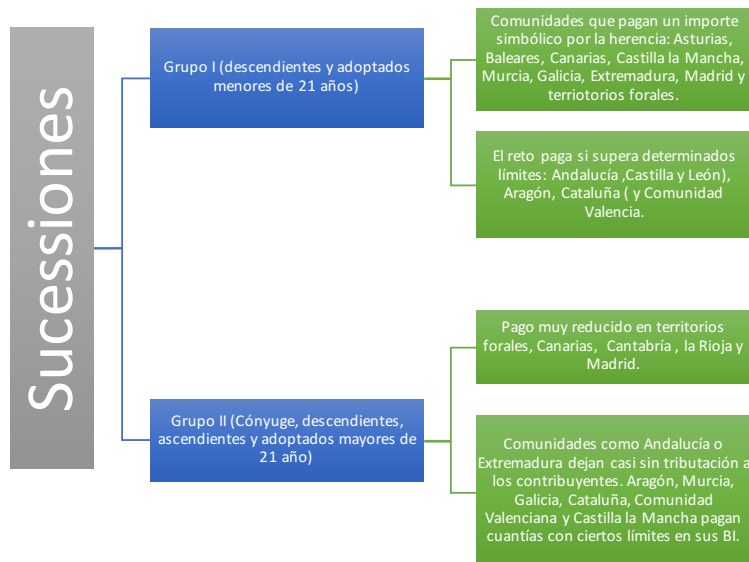 Sucessiones
Grupo I (descendientes y adoptados
menores de 21 años)
Comunidades que pagan un importe
simbólico por la herencia: Asturias,
Baleares, Canarias, Castilla la Mancha,
Murcia, Galicia, Extremadura, Madrid y
terriotorios forales.
El reto paga si supera determinados
límites: Andalucía ,Castilla y León),
Aragón, Cataluña ( y Comunidad
Valencia.
Grupo II (Cónyuge, descendientes,
ascendientes y adoptados mayores de
21 año)
Pago muy reducido en territorios
forales, Canarias, Cantabría , la Rioja y
Madrid.
Comunidades como Andalucía o
Extremadura dejan casi sin tributación a
los contribuyentes. Aragón, Murcia,
Galicia, Cataluña, Comunidad
Valenciana y Castilla la Mancha pagan
cuantías con ciertos límites en sus BI.